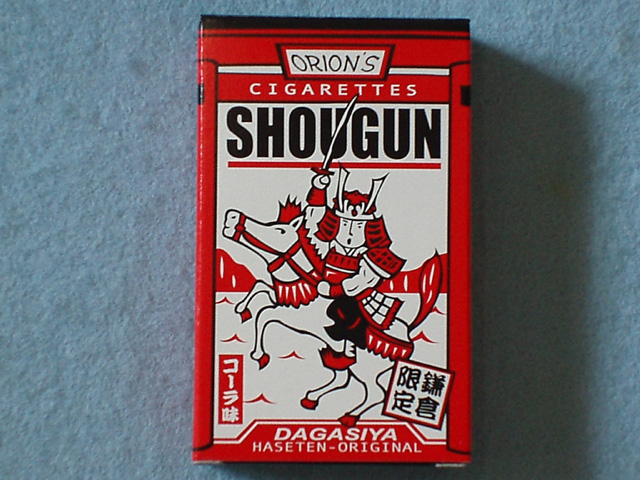 ORION'S
CIGARETTES
SHOUGUN
コーラ味
鎌倉
限定
DAGASIYA
HASETEN-ORIGINAL